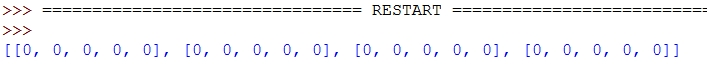 >>> ================================ RESTART ==========================
>>>
[[0, 0, 0, 0, 0], [0, 0, 0, 0, 0], [0, 0, 0, 0, 0], [0, 0, 0, 0, 0]]